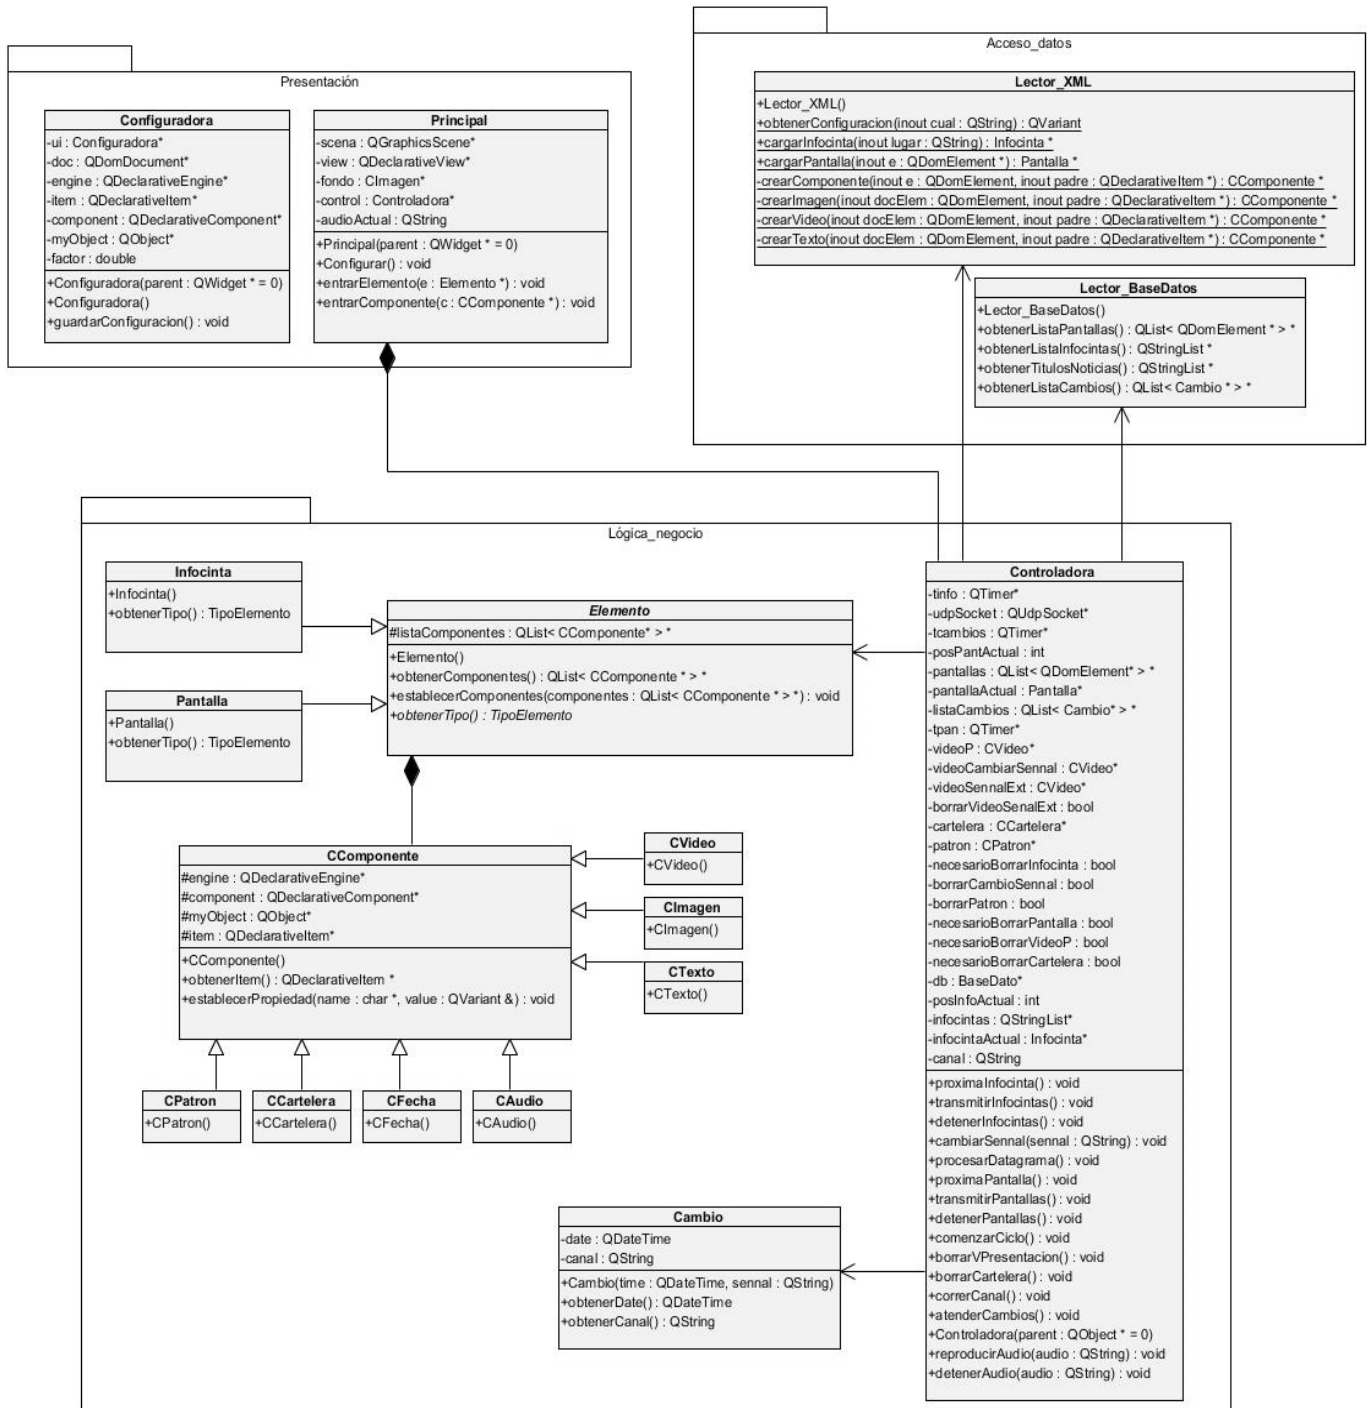 Presentación
Configuradora
-ui : Configuradora*
-doc : QDomDocument*
-engine : QDeclarativeEngine*
-item : QDeclarativeItem*
-component : QDeclarativeComponent*
-myObject : QObject*
-factor : double
+Configuradora(parent : QWidget * = 0)
+Configuradora()
+guardarConfiguracion() : void
Principal
-scena : QGraphicsScene*
-view : QDeclarativeView*
-fondo : CImagen*
-control : Controladora*
-audioActual : QString
+Principal(parent : QWidget * = 0)
+Configurar() : void
+entrarElemento(e : Elemento *) : void
+entrarComponente(c : CComponente *) : void
Acceso_datos
Lector_XML
+Lector_XML()
+obtenerConfiguracion(inout cual : QString) : QVariant
+cargarInfocinta(inout lugar : QString) : Infocinta *
+cargarPantalla(inout e : QDomElement *) : Pantalla *
-crearComponente(inout e : QDomElement, inout padre : QDeclarativeItem *) : CComponente *
-crearImagen(inout docElem : QDomElement, inout padre : QDeclarativeItem *) : CComponente *
-crearVideo(inout docElem : QDomElement, inout padre : QDeclarativeItem *) : CComponente *
-crearTexto(inout docElem : QDomElement, inout padre : QDeclarativeItem *) : CComponente *
Lector_BaseDatos
+Lector_BaseDatos()
+obtenerListaPantallas() : QList< QDomElement * > *
+obtenerListaInfocintas() : QStringList *
+obtenerTitulosNoticias() : QStringList *
+obtenerListaCambios() : QList< Cambio * > *
Lógica_negocio
Infocinta
+Infocinta()
+obtenerTipo() : TipoElemento
Pantalla
+Pantalla()
+obtenerTipo() : TipoElemento
Elemento
#listaComponentes : QList< CComponente* > *
+Elemento()
+obtenerComponentes() : QList< CComponente * > *
+establecerComponentes(componentes : QList< CComponente * > *) : void
+obtenerTipo() : TipoElemento
CComponente
#engine : QDeclarativeEngine*
#component : QDeclarativeComponent*
#myObject : QObject*
#item : QDeclarativeItem*
+CComponente()
+obtenerItem() : QDeclarativeItem *
+establecerPropiedad(name : char *, value : QVariant &) : void
CVideo
+CVideo()
CImagen
+CImagen()
CTexto
+CTexto()
CPatron
+CPatron()
CCartelera
+CCartelera()
CFecha
+CFecha()
CAudio
+CAudio()
Cambio
-date : QDateTime
-canal : QString
+Cambio(time : QDateTime, sennal : QString)
+obtenerDate() : QDateTime
+obtenerCanal() : QString
Controladora
-tinfo : QTimer*
-udpSocket : QUdpSocket*
-tcambios : QTimer*
-posPantActual : int
-pantallas : QList< QDomElement* > *
-pantallaActual : Pantalla*
-listaCambios : QList< Cambio* > *
-tpan : QTimer*
-videoP : CVideo*
-videoCambiarSennal : CVideo*
-videoSennalExt : CVideo*
-borrarVideoSenalExt : bool
-cartelera : CCartelera*
-patron : CPatron*
-necesarioBorrarInfocinta : bool
-borrarCambioSennal : bool
-borrarPatron : bool
-necesarioBorrarPantalla : bool
-necesarioBorrarVideoP : bool
-necesarioBorrarCartelera : bool
-db : BaseDato*
-posInfoActual : int
-infocintas : QStringList*
-infocintaActual : Infocinta*
-canal : QString
+proximaInfocinta() : void
+transmitirInfocintas() : void
+detenerInfocintas() : void
+cambiarSennal(sennal : QString) : void
+procesarDatagrama() : void
+proximaPantalla() : void
+transmitirPantallas() : void
+detenerPantallas() : void
+comenzarCiclo() : void
+borrarVPresentacion() : void
+borrarCartelera() : void
+correrCanal() : void
+atenderCambios() : void
+Controladora(parent : QObject * = 0)
+reproducirAudio(audio : QString) : void
+detenerAudio(audio : QString) : void